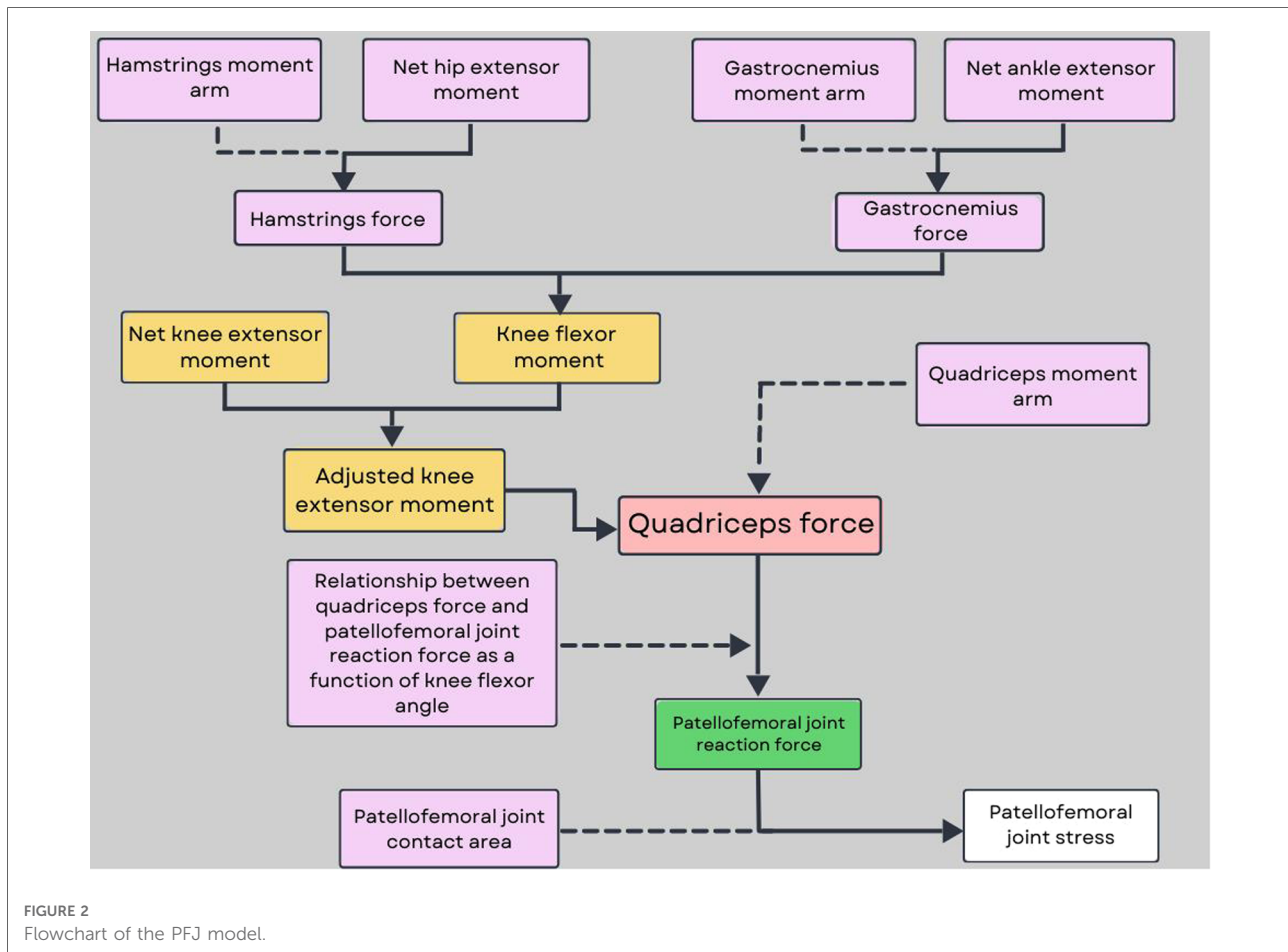 Hamstrings moment
arm
Net hip extensor
moment
Gastrocnemius
moment arm
Net ankle extensor
moment
Hamstrings force
Gastrocnemius
force
Net knee extensor
moment
Knee flexor
moment
Quadriceps moment
arm
Adjusted knee
extensor moment
Quadriceps force
Relationship between
quadriceps force and
patellofemoral joint
reaction force as a
function of knee flexor
angle
Patellofemoral joint
reaction force
Patellofemoral joint
contact area
Patellofemoral
joint stress
FIGURE 2
Flowchart of the PFJ model.